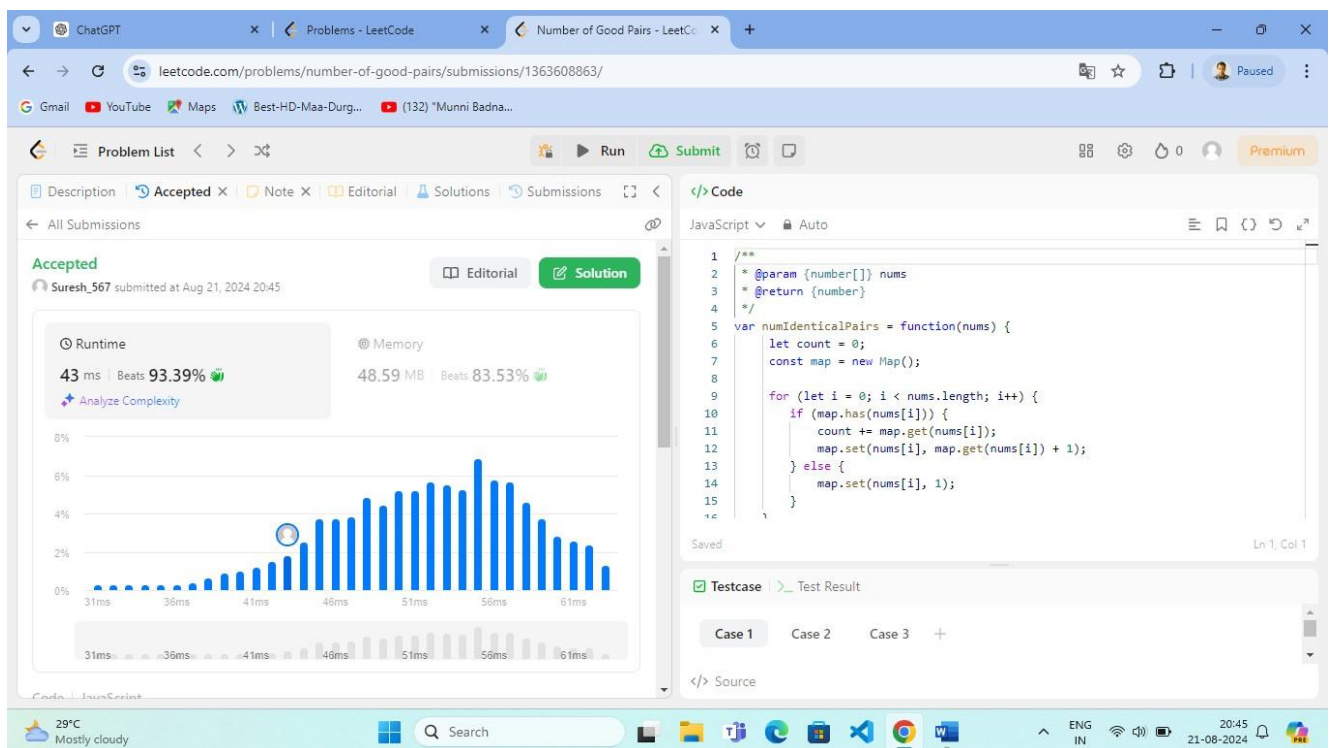 ChatGPT
Problems - LeetCode
Number of Good Pairs - LeetCo
leetcode.com/problems/number-of-good-pairs/submissions/1363608863/
Paused
Gmail YouTube Maps Best-HD-Maa-Durg... (132) "Munni Badna...
Problem List
Run
Submit
0
Premium
Description Accepted Note Editorial Solutions Submissions
All Submissions
Accepted
Suresh_567 submitted at Aug 21, 2024 20:45
Editorial
Solution
Runtime
43 ms Beats 93.39%
Analyze Complexity
Memory
48.59 MB Beats 83.53%
8%
6%
4%
2%
0%
31ms 36ms 41ms 46ms 51ms 56ms 61ms
31ms 36ms 41ms 46ms 51ms 56ms 61ms
Code JavaScript
</> Code
JavaScript Auto
1 /**
2 * @param {number[]} nums
3 * @return {number}
4 */
5 var numIdenticalPairs = function(nums) {
6 let count = 0;
7 const map = new Map();
8
9 for (let i = 0; i < nums.length; i++) {
10 if (map.has(nums[i])) {
11 count += map.get(nums[i]);
12 map.set(nums[i], map.get(nums[i]) + 1);
13 } else {
14 map.set(nums[i], 1);
15 }
16 }
Saved
Ln 1, Col 1
Testcase >_ Test Result
Case 1 Case 2 Case 3 +
</> Source
29°C
Mostly cloudy
Search
ENG
IN
20:45
21-08-2024
PRE